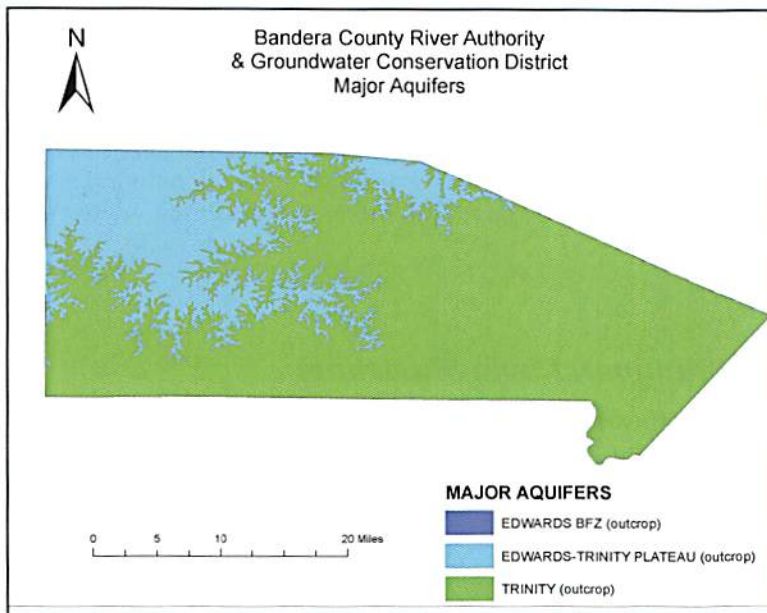 N
Bandera County River Authority
& Groundwater Conservation District
Major Aquifers
MAJOR AQUIFERS
EDWARDS BFZ (outcrop)
EDWARDS-TRINITY PLATEAU (outcrop)
TRINITY (outcrop)
0 5 10 20 Miles